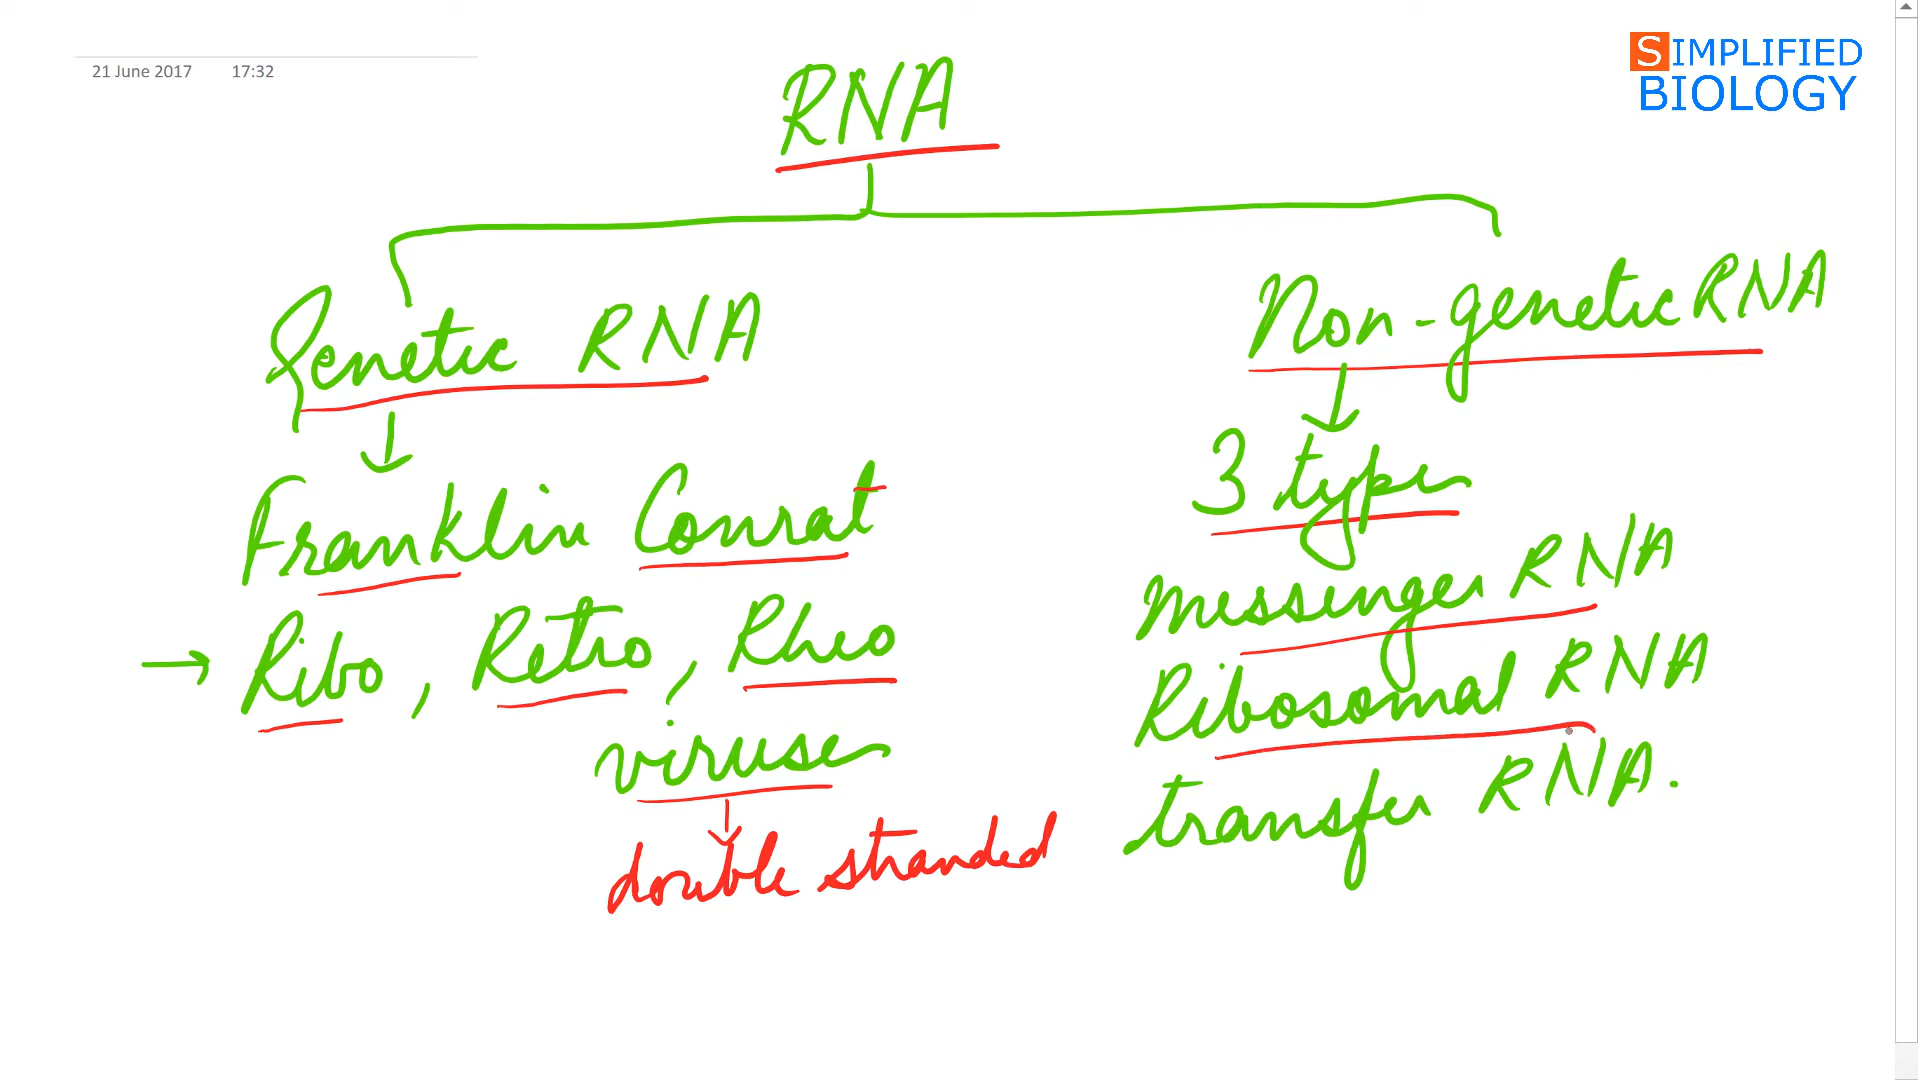 21 June 2017 17:32
SIMPLIFIED
BIOLOGY
RNA
Genetic RNA
Franklin Conrat
Ribo, Retro, Rheo
viruses
double stranded
Non-genetic RNA
3 types
Messenger RNA
Ribosomal RNA
transfer RNA.